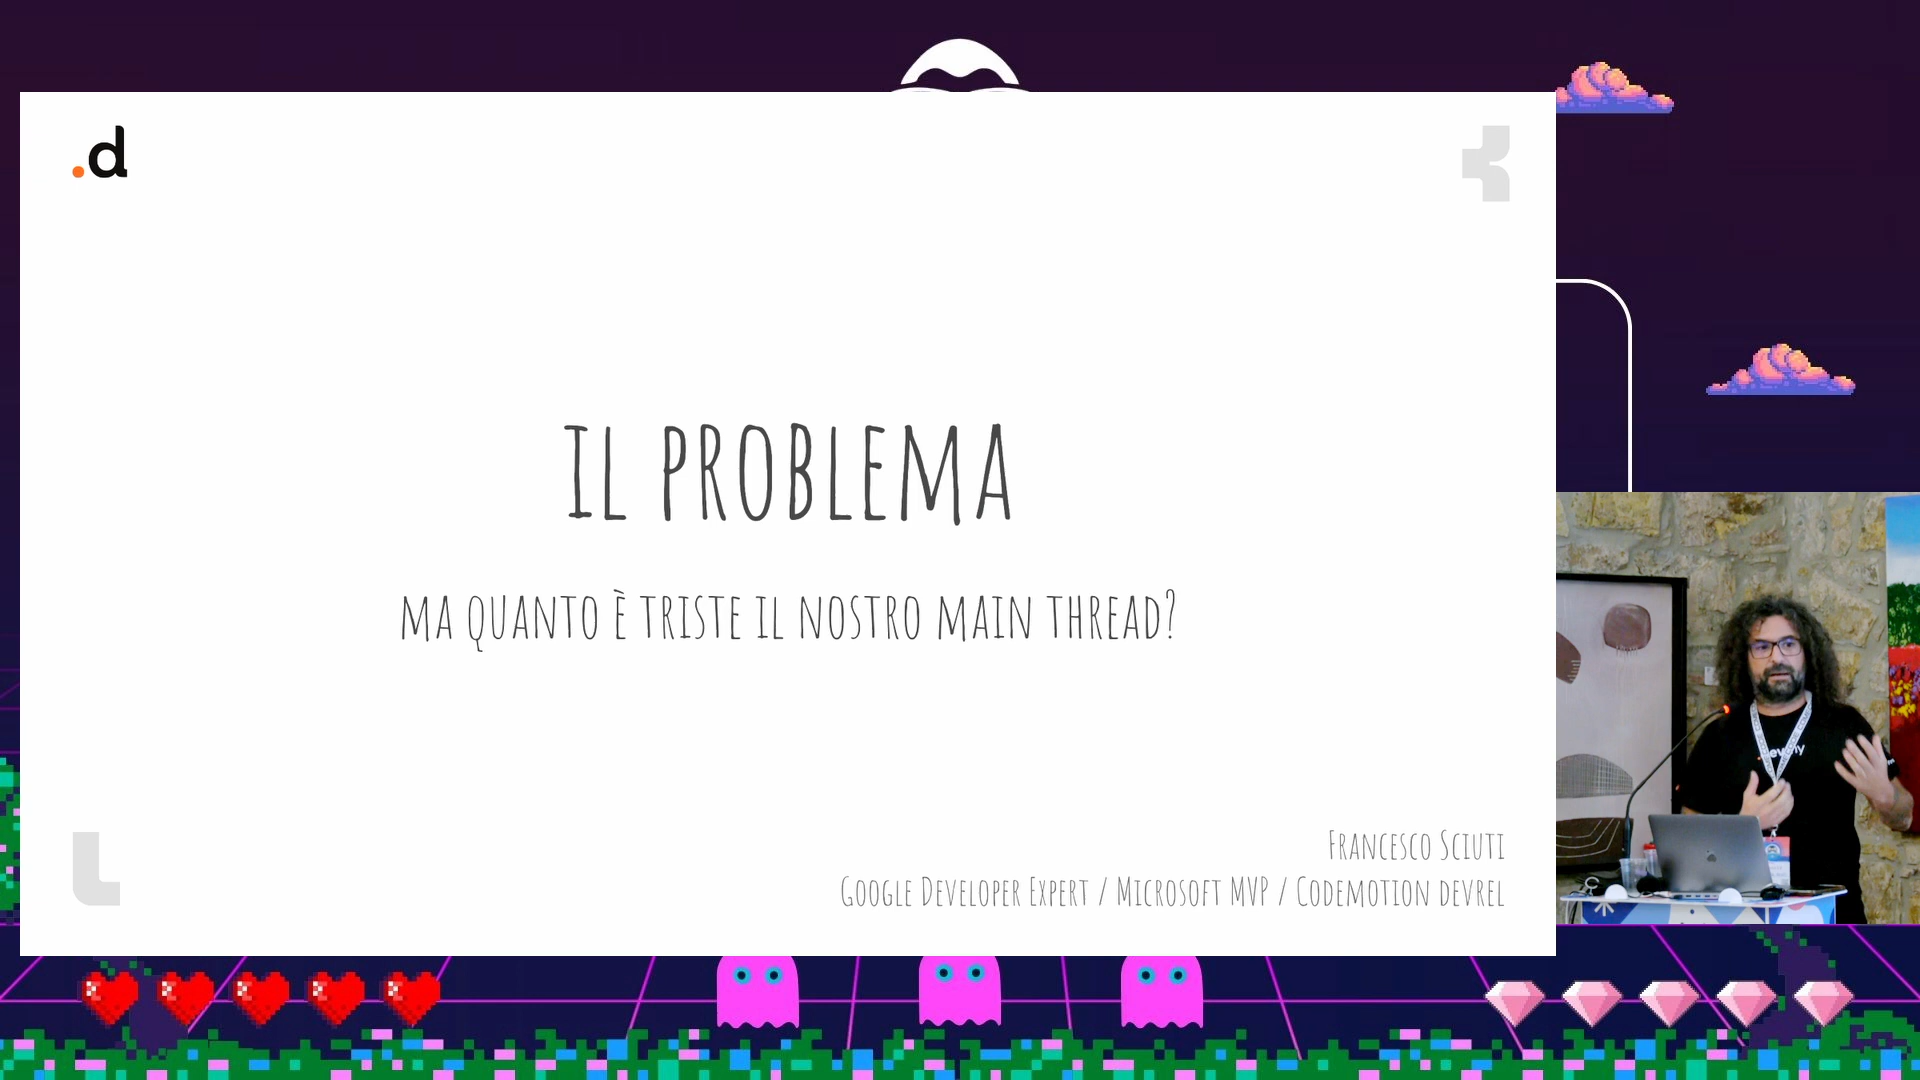 .d
IL PROBLEMA
MA QUANTO È TRISTE IL NOSTRO MAIN THREAD?
Francesco Sciuti
Google Developer Expert / Microsoft MVP / Codemotion devrel